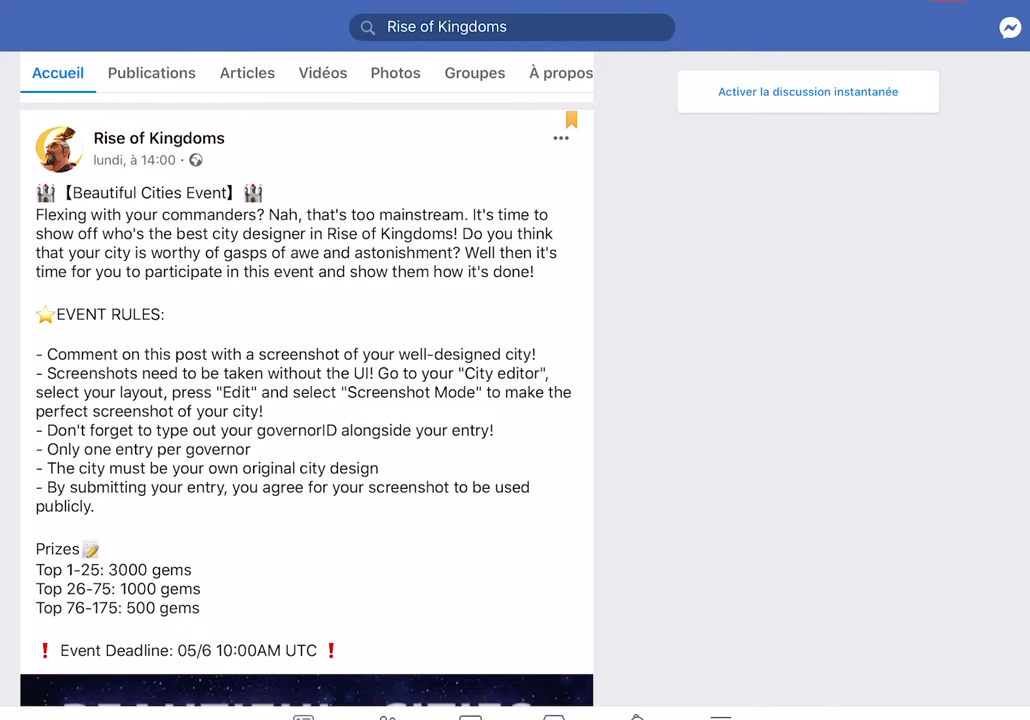 Rise of Kingdoms
Accueil Publications Articles Vidéos Photos Groupes À propos
Activer la discussion instantanée
Rise of Kingdoms
lundi, à 14:00 ·
🏰【Beautiful Cities Event】🏰
Flexing with your commanders? Nah, that's too mainstream. It's time to
show off who's the best city designer in Rise of Kingdoms! Do you think
that your city is worthy of gasps of awe and astonishment? Well then it's
time for you to participate in this event and show them how it's done!
⭐EVENT RULES:
- Comment on this post with a screenshot of your well-designed city!
- Screenshots need to be taken without the UI! Go to your "City editor",
select your layout, press "Edit" and select "Screenshot Mode" to make the
perfect screenshot of your city!
- Don't forget to type out your governorID alongside your entry!
- Only one entry per governor
- The city must be your own original city design
- By submitting your entry, you agree for your screenshot to be used
publicly.
Prizes📝
Top 1-25: 3000 gems
Top 26-75: 1000 gems
Top 76-175: 500 gems
❗ Event Deadline: 05/6 10:00AM UTC ❗
BEAUTIFUL CITIES